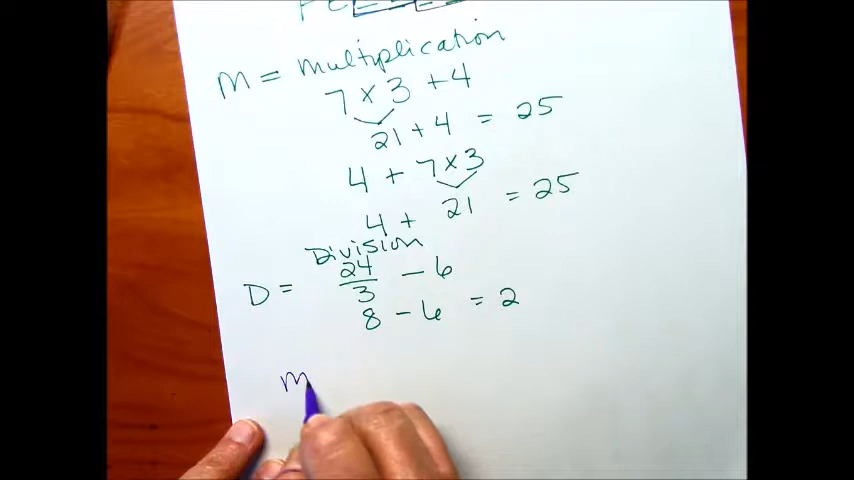 M = multiplication
7 x 3 + 4
21 + 4 = 25
4 + 7 x 3
4 + 21 = 25
Division
D = 24/3 - 6
8 - 6 = 2
M